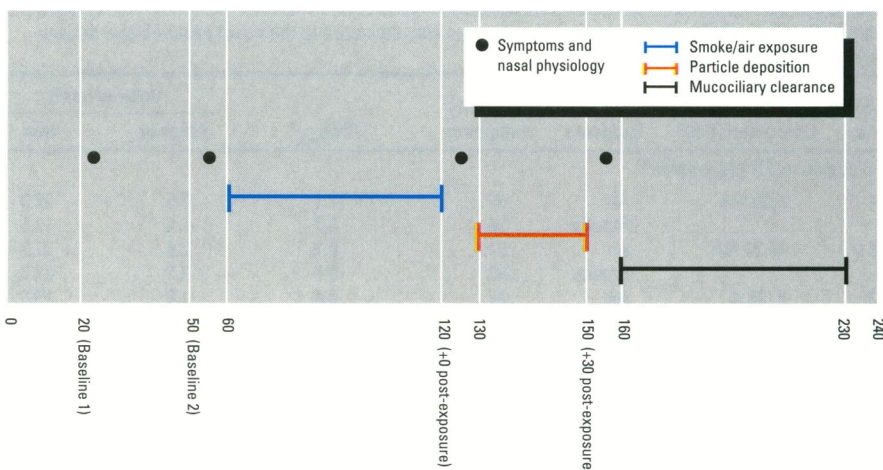 Symptoms and
nasal physiology
Smoke/air exposure
Particle deposition
Mucociliary clearance
0
20 (Baseline 1)
50 (Baseline 2)
60
120 (+0 post-exposure)
130
150 (+30 post-exposure
160
230
240